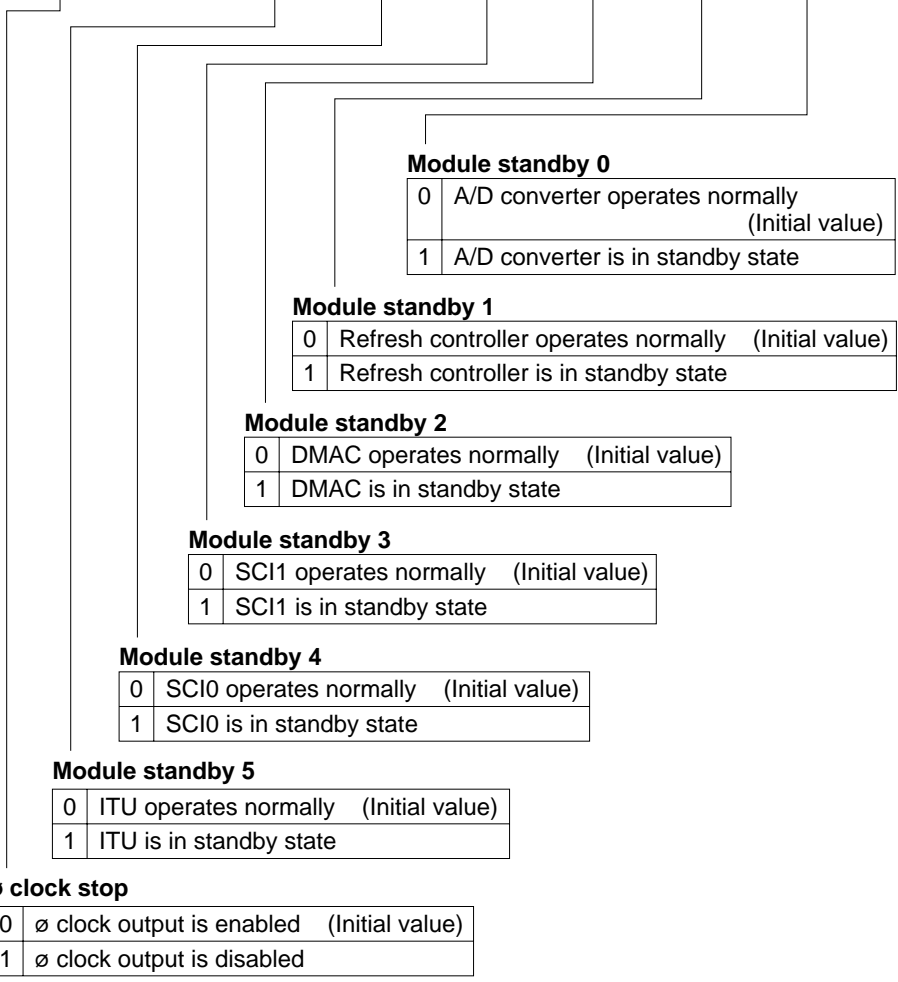 Module standby 0
0 A/D converter operates normally
(Initial value)
1 A/D converter is in standby state
Module standby 1
0 Refresh controller operates normally (Initial value)
1 Refresh controller is in standby state
Module standby 2
0 DMAC operates normally (Initial value)
1 DMAC is in standby state
Module standby 3
0 SCI1 operates normally (Initial value)
1 SCI1 is in standby state
Module standby 4
0 SCI0 operates normally (Initial value)
1 SCI0 is in standby state
Module standby 5
0 ITU operates normally (Initial value)
1 ITU is in standby state
ø clock stop
0 ø clock output is enabled (Initial value)
1 ø clock output is disabled